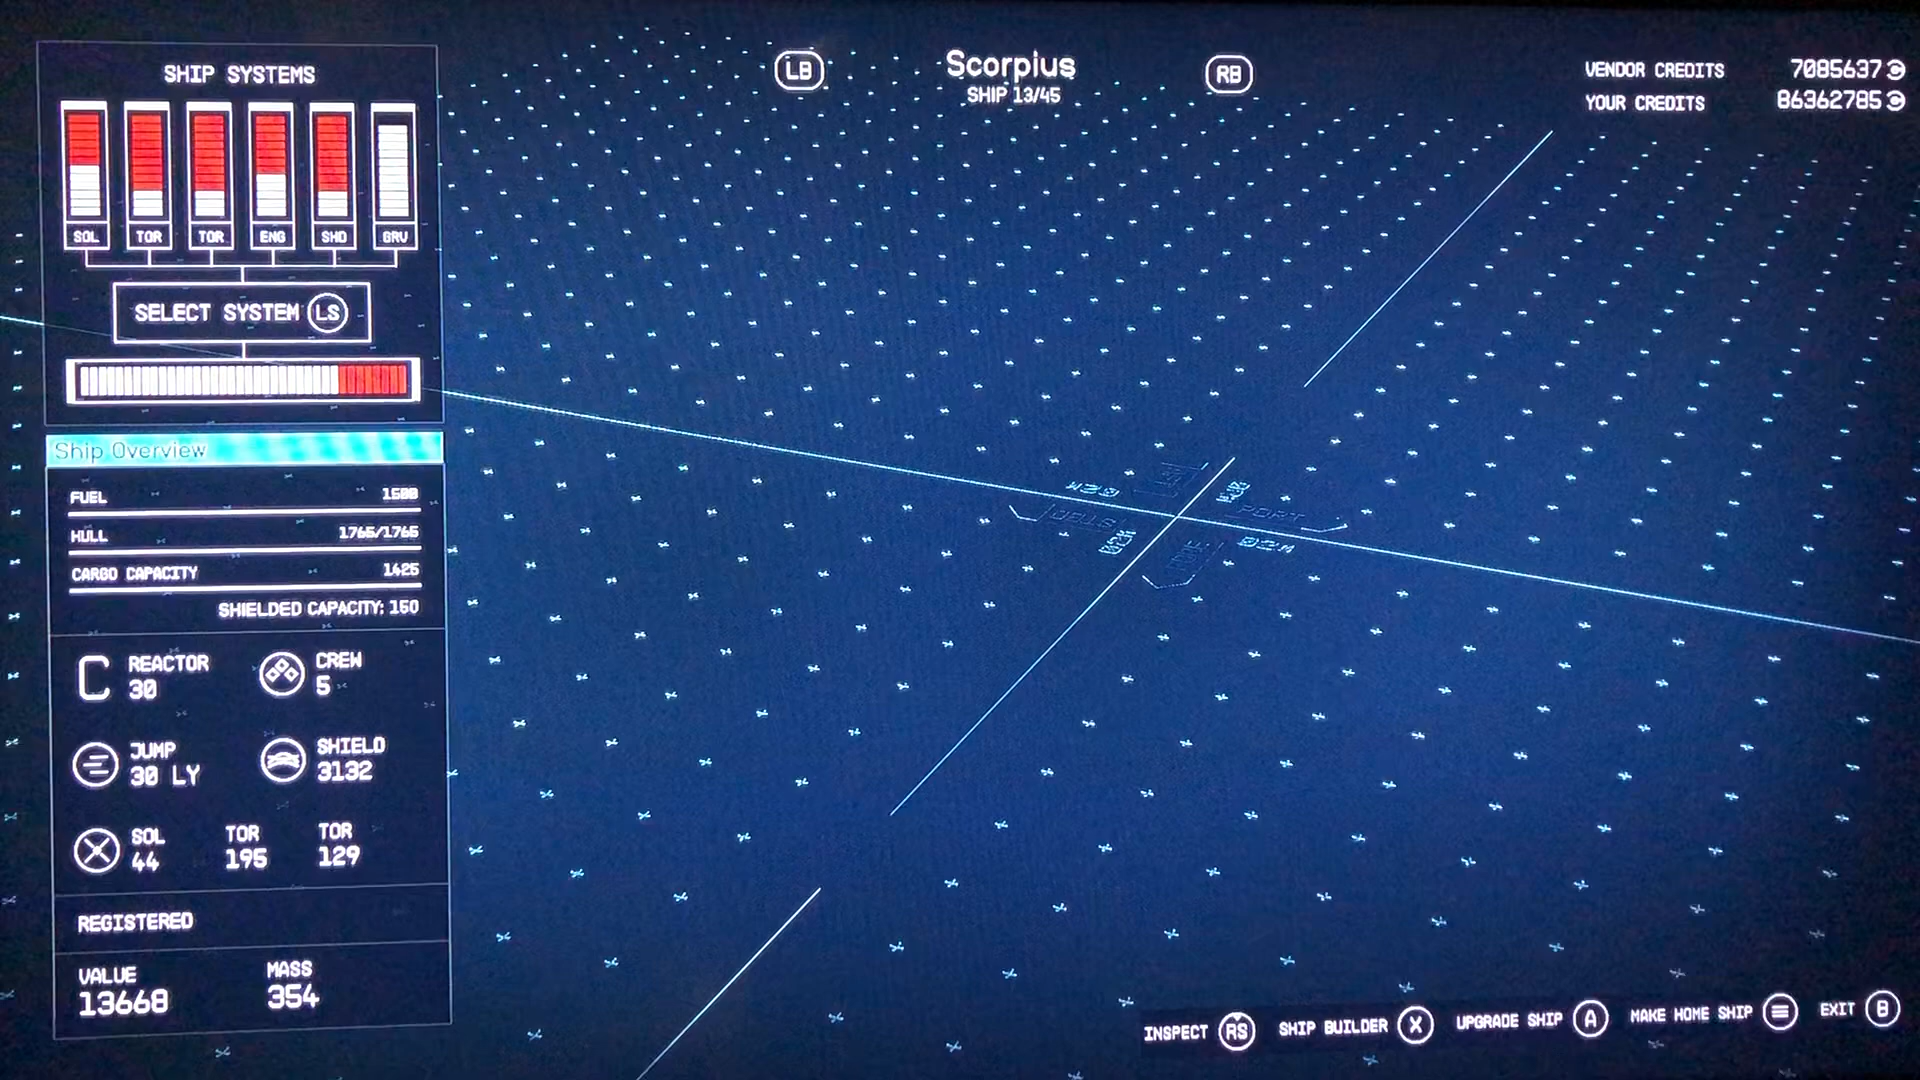 SHIP SYSTEMS
SOL TOR TOR ENG SHD GRV
SELECT SYSTEM LS
Ship Overview
FUEL 1500
HULL 1765/1765
CARGO CAPACITY 1425
SHIELDED CAPACITY: 150
C REACTOR 30
CREW 5
JUMP 30 LY
SHIELD 3132
SOL 44
TOR 195
TOR 129
REGISTERED
VALUE 13668
MASS 354
LB Scorpius RB
SHIP 13/45
VENDOR CREDITS 7085637
YOUR CREDITS 86362785
PORT
INSPECT RS SHIP BUILDER X UPGRADE SHIP A MAKE HOME SHIP EXIT B